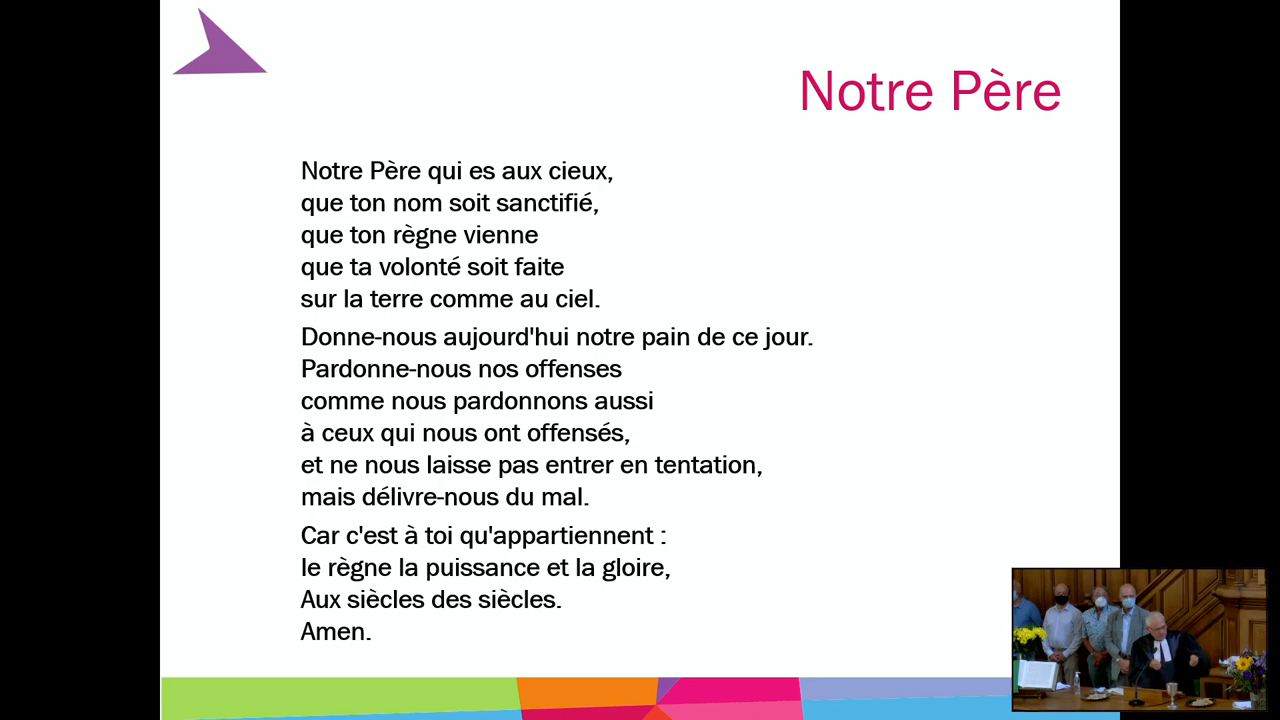 Notre Père
Notre Père qui es aux cieux,
que ton nom soit sanctifié,
que ton règne vienne
que ta volonté soit faite
sur la terre comme au ciel.
Donne-nous aujourd'hui notre pain de ce jour.
Pardonne-nous nos offenses
comme nous pardonnons aussi
à ceux qui nous ont offensés,
et ne nous laisse pas entrer en tentation,
mais délivre-nous du mal.
Car c'est à toi qu'appartiennent :
le règne la puissance et la gloire,
Aux siècles des siècles.
Amen.